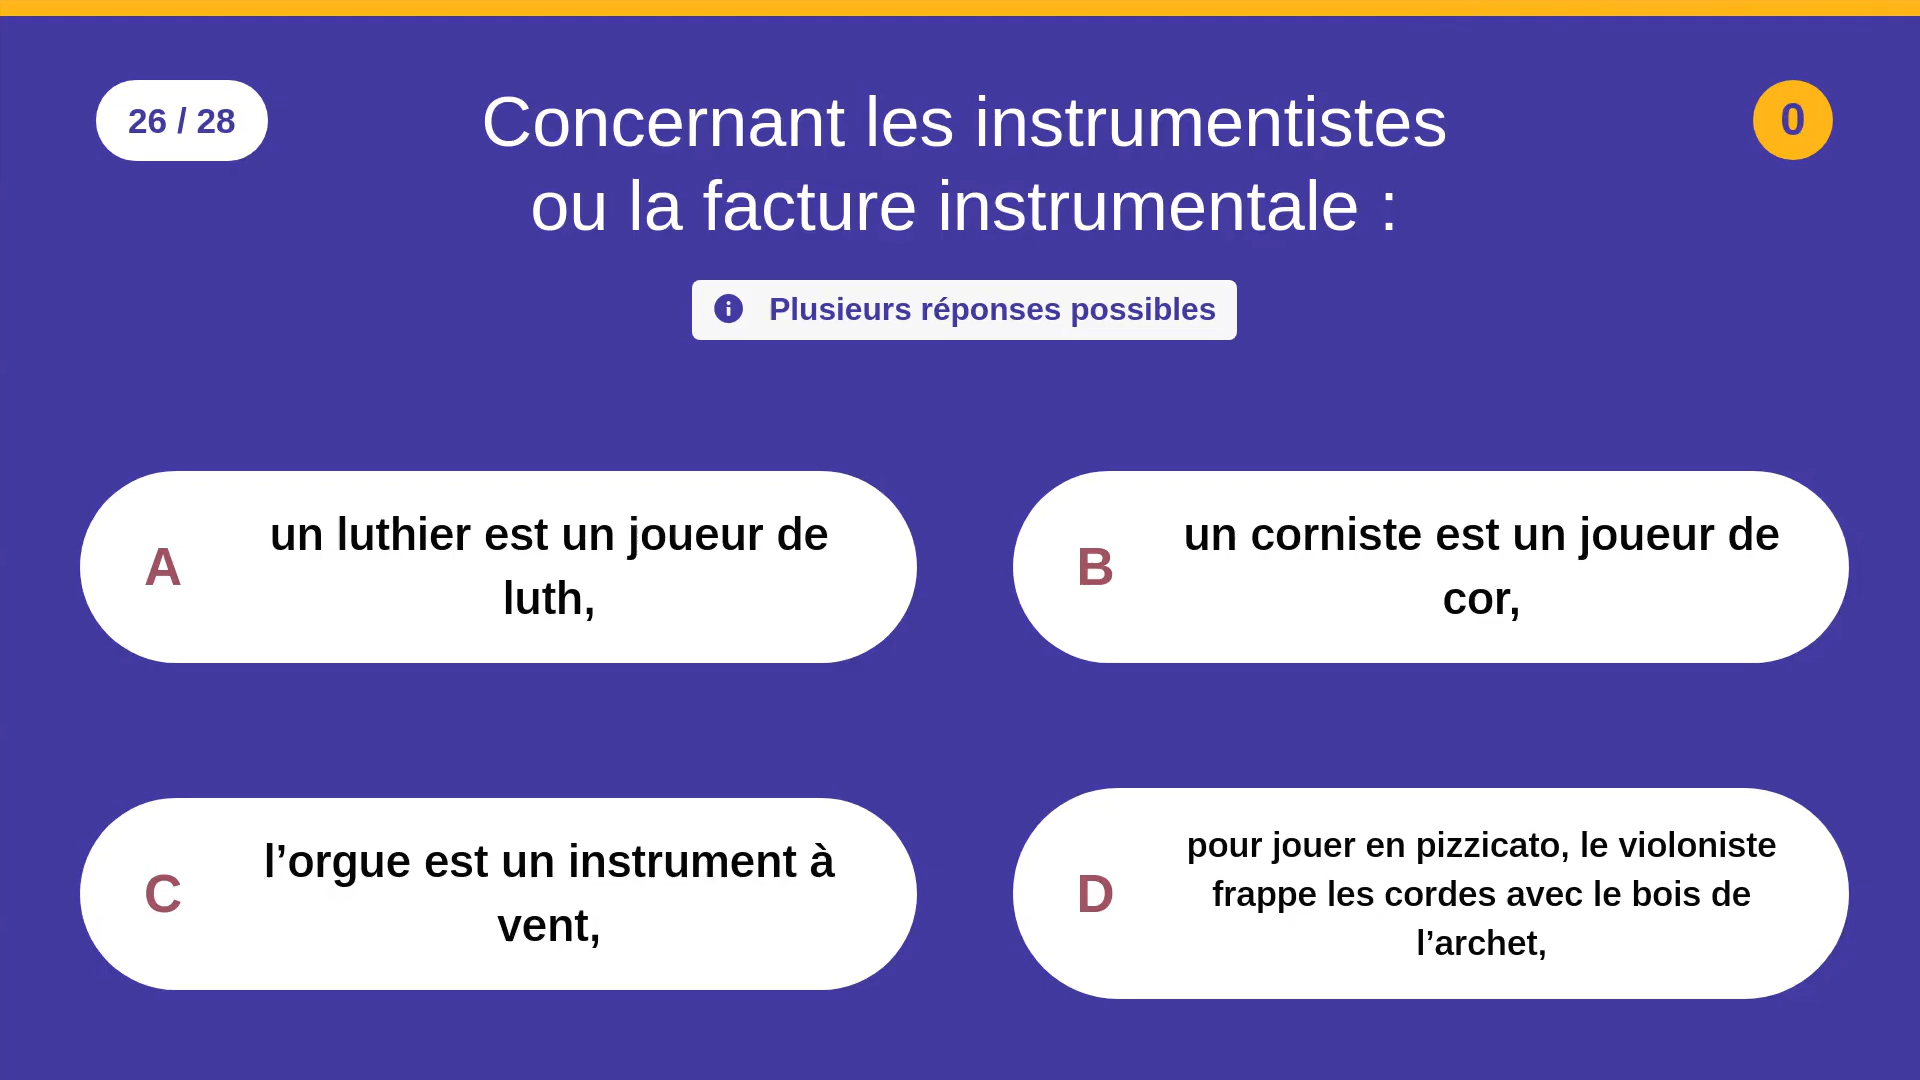 26 / 28
Concernant les instrumentistes
ou la facture instrumentale :
0
Plusieurs réponses possibles
A
un luthier est un joueur de
luth,
B
un corniste est un joueur de
cor,
C
l’orgue est un instrument à
vent,
D
pour jouer en pizzicato, le violoniste
frappe les cordes avec le bois de
l’archet,